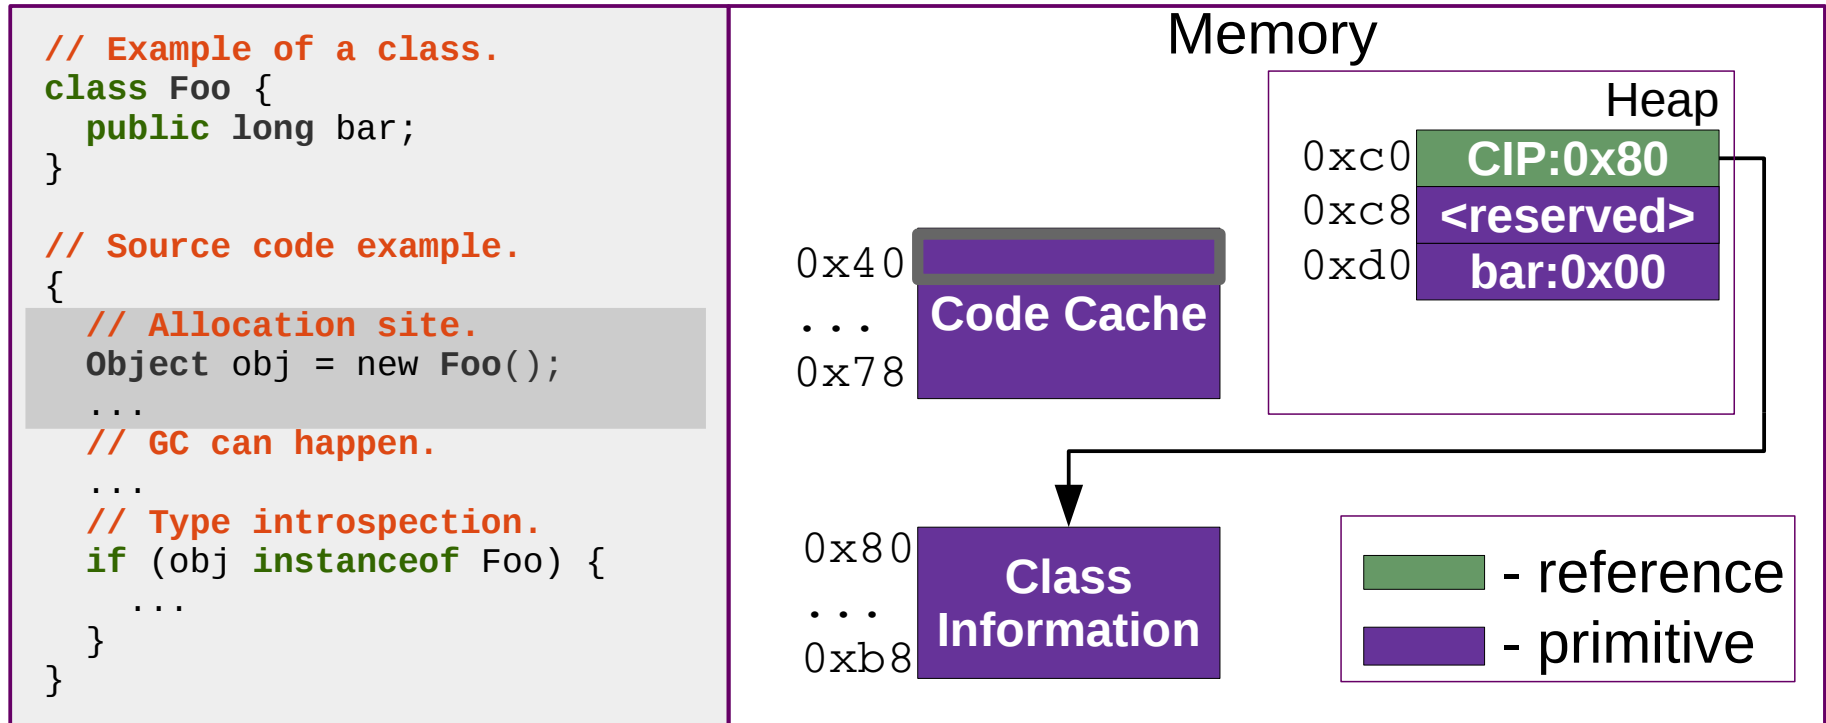 // Example of a class.
class Foo {
  public long bar;
}
// Source code example.
{
  // Allocation site.
  Object obj = new Foo();
  ...
  // GC can happen.
  ...
  // Type introspection.
  if (obj instanceof Foo) {
    ...
  }
}
Memory
Heap
0xc0 CIP:0x80
0xc8 <reserved>
0xd0 bar:0x00
0x40
... Code Cache
0x78
0x80
Class
...
Information
0xb8
- reference
- primitive